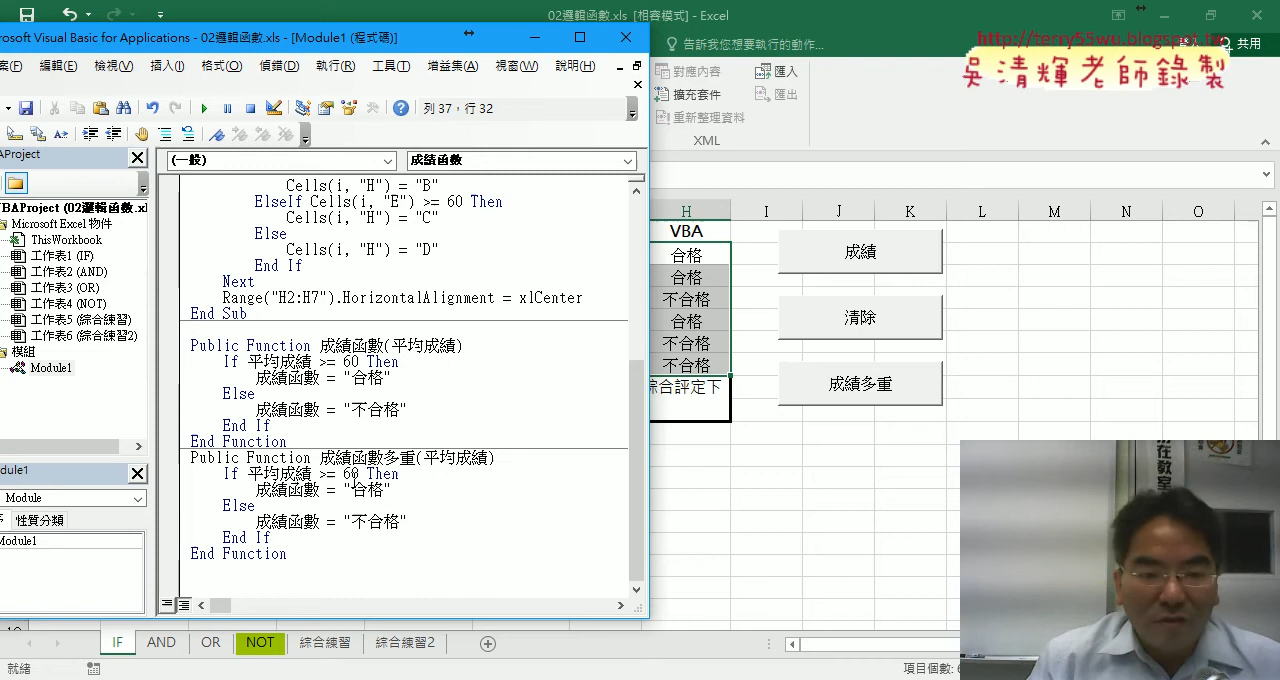 02邏輯函數.xls [相容模式] - Excel
rosoft Visual Basic for Applications - 02邏輯函數.xls - [Module1 (程式碼)]
告訴我您想要執行的動作...
共用
http://terry55wu.blogspot.tw
吳清輝老師錄製
編輯(E) 檢視(V) 插入(I) 格式(O) 偵錯(D) 執行(R) 工具(T) 增益集(A) 視窗(W) 說明(H)
對應內容
擴充套件
重新整理資料
匯入
匯出
XML
列 37，行 32
AProject
(一般)
成績函數
VBAProject (02邏輯函數.xl
Microsoft Excel 物件
ThisWorkbook
工作表1 (IF)
工作表2 (AND)
工作表3 (OR)
工作表4 (NOT)
工作表5 (綜合練習)
工作表6 (綜合練習2)
模組
Module1
dule1
Module
性質分類
Module1
Cells(i, "H") = "B"
ElseIf Cells(i, "E") >= 60 Then
Cells(i, "H") = "C"
Else
Cells(i, "H") = "D"
End If
Next
Range("H2:H7").HorizontalAlignment = xlCenter
End Sub
Public Function 成績函數(平均成績)
If 平均成績 >= 60 Then
成績函數 = "合格"
Else
成績函數 = "不合格"
End If
End Function
Public Function 成績函數多重(平均成績)
If 平均成績 >= 60 Then
成績函數 = "合格"
Else
成績函數 = "不合格"
End If
End Function
H I J K L M N O
VBA
合格
合格
不合格
合格
不合格
不合格
綜合評定下
成績
清除
成績多重
IF AND OR NOT 綜合練習 綜合練習2
就緒
項目個數: 6